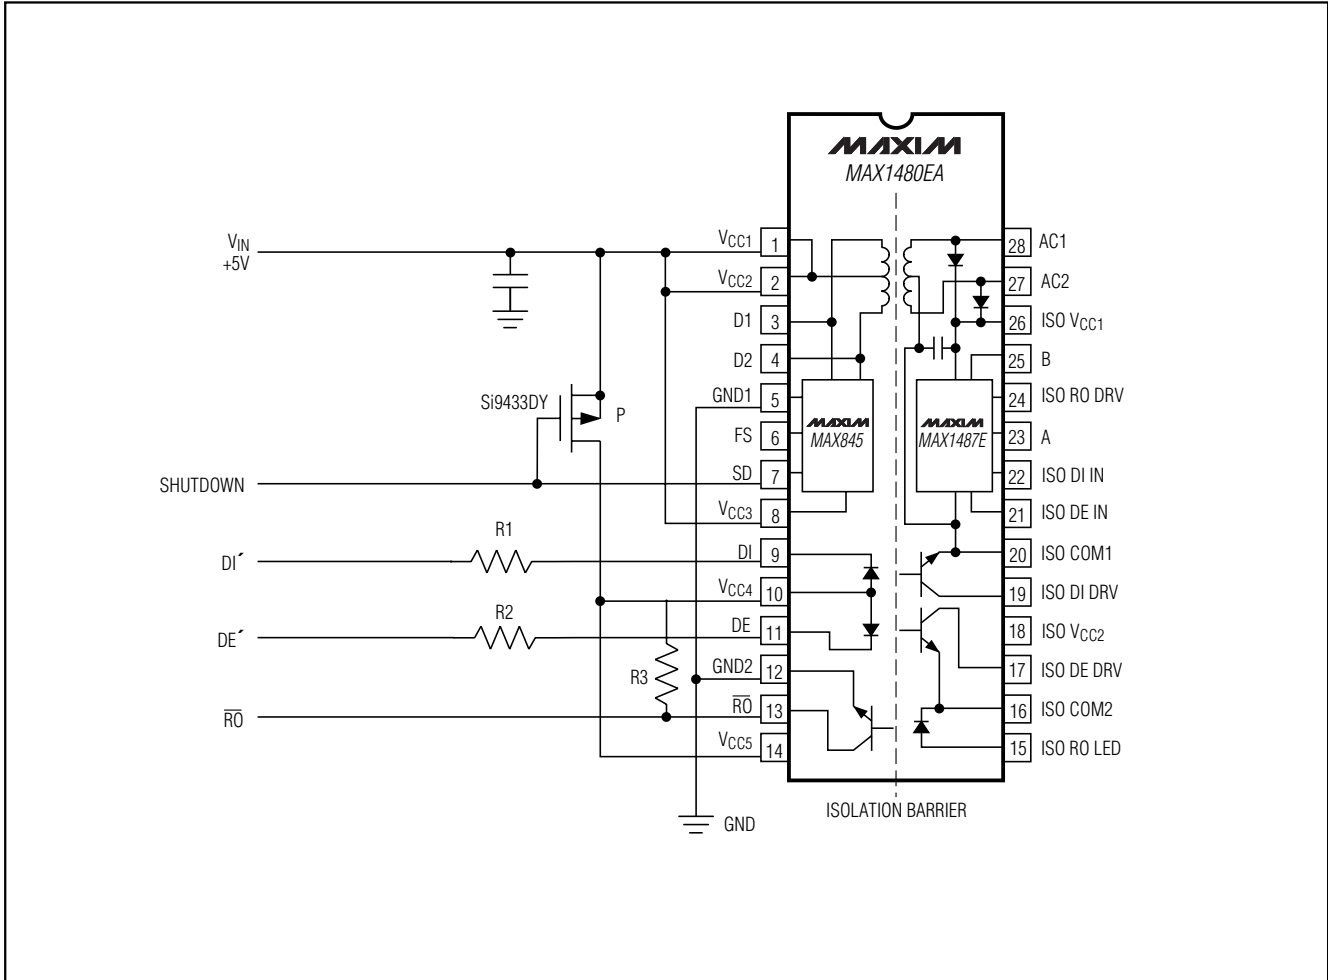 MAXIM
MAX1480EA
VIN
+5V
VCC1
1
VCC2
2
D1
3
D2
4
GND1
5
FS
6
SD
7
VCC3
8
DI
9
VCC4
10
DE
11
GND2
12
R̅O̅
13
VCC5
14
28
AC1
27
AC2
26
ISO VCC1
25
B
24
ISO RO DRV
23
A
22
ISO DI IN
21
ISO DE IN
20
ISO COM1
19
ISO DI DRV
18
ISO VCC2
17
ISO DE DRV
16
ISO COM2
15
ISO RO LED
MAXIM
MAX845
MAXIM
MAX1487E
Si9433DY
P
SHUTDOWN
R1
DI´
R2
DE´
R3
R̅O̅
GND
ISOLATION BARRIER